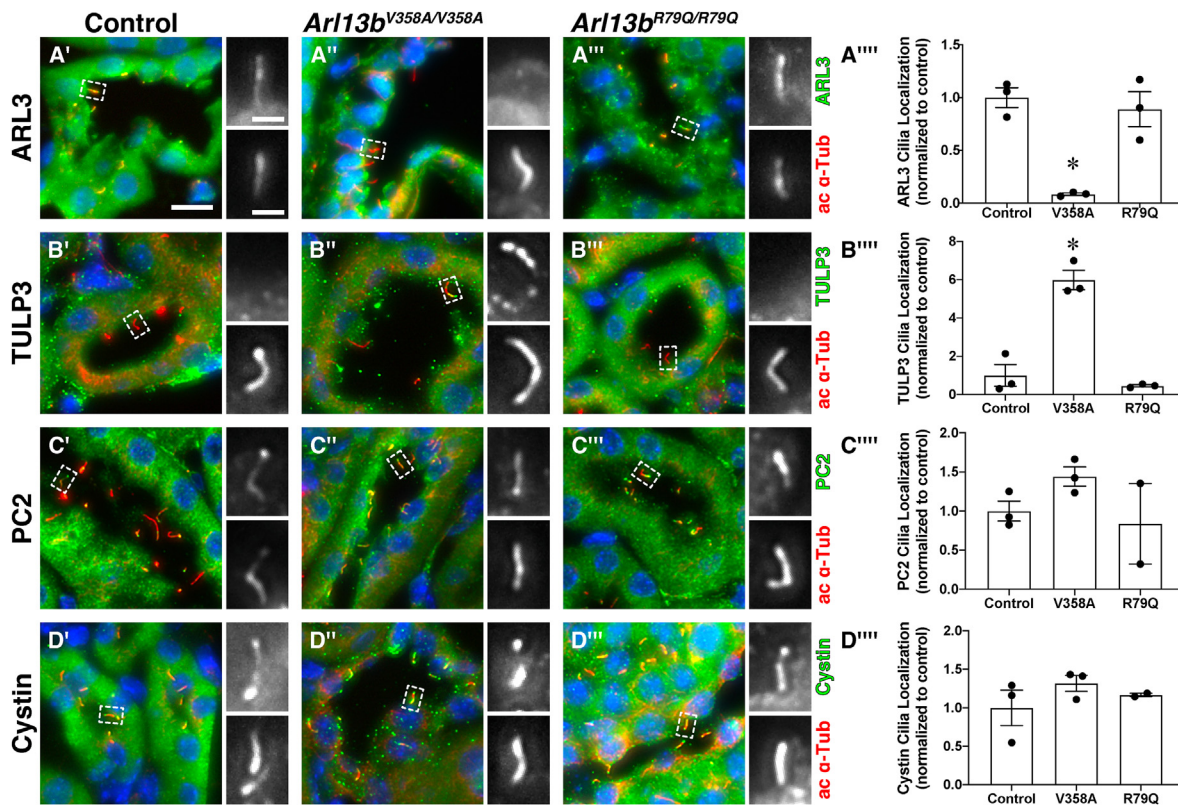 Control Arl13b^V358A/V358A Arl13b^R79Q/R79Q
ARL3
A' A'' A''' A''''
ARL3
ac α-Tub
ARL3 Cilia Localization
(normalized to control)
1.5
1.0
0.5
0.0
*
Control V358A R79Q
TULP3
B' B'' B''' B''''
TULP3
ac α-Tub
TULP3 Cilia Localization
(normalized to control)
8
6
4
2
0
*
Control V358A R79Q
PC2
C' C'' C''' C''''
PC2
ac α-Tub
PC2 Cilia Localization
(normalized to control)
2.0
1.5
1.0
0.5
0.0
Control V358A R79Q
Cystin
D' D'' D''' D''''
Cystin
ac α-Tub
Cystin Cilia Localization
(normalized to control)
2.0
1.5
1.0
0.5
0.0
Control V358A R79Q